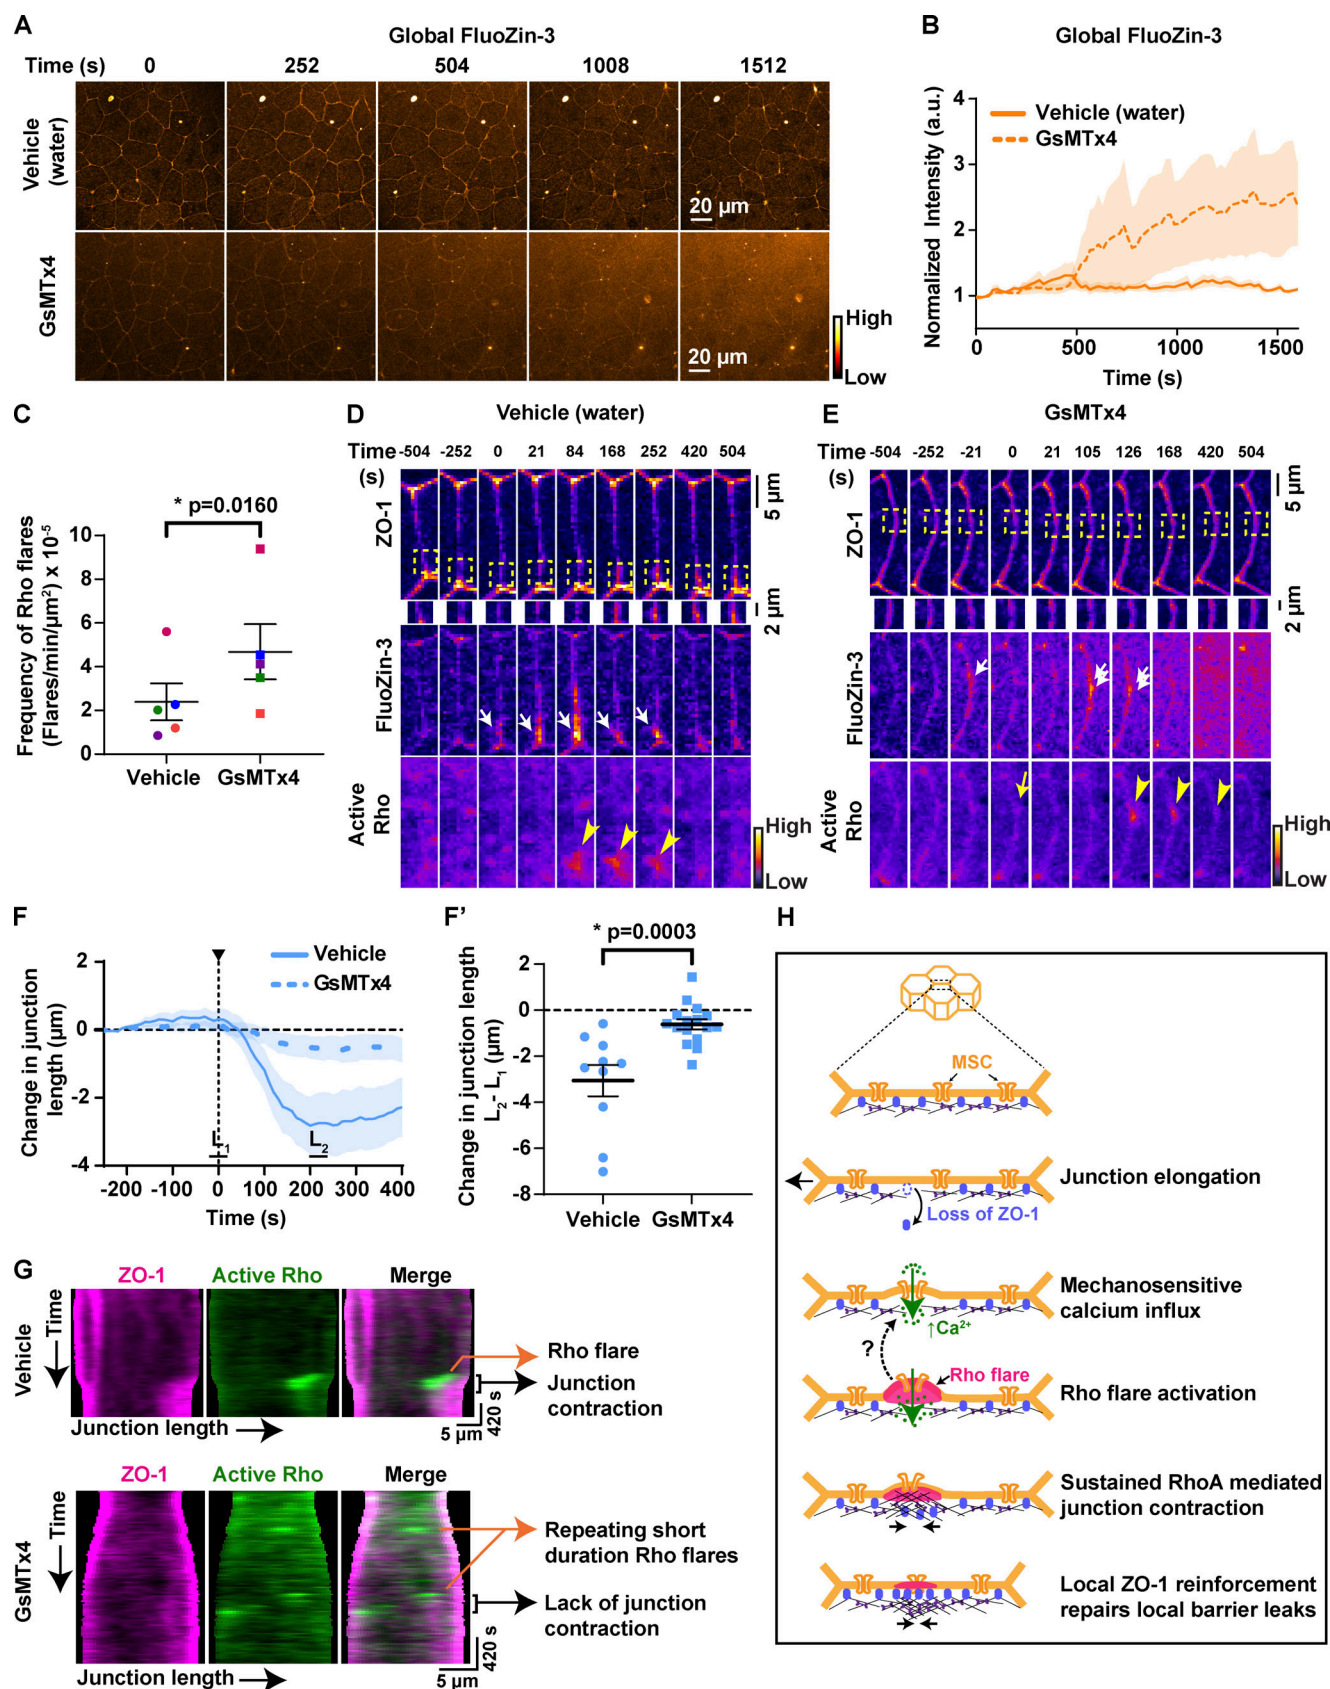 A
Global FluoZin-3
Time (s) 0 252 504 1008 1512
Vehicle
(water)
20 µm
GsMTx4
20 µm
High
Low
B
Global FluoZin-3
Normalized Intensity (a.u.)
4
3
2
1
Vehicle (water)
GsMTx4
0 500 1000 1500
Time (s)
C
* p=0.0160
Frequency of Rho flares
(Flares/min/µm²) x 10⁻⁵
10
8
6
4
2
0
Vehicle GsMTx4
D
Vehicle (water)
Time
(s)
-504 -252 0 21 84 168 252 420 504
ZO-1
5 µm
2 µm
FluoZin-3
Active
Rho
High
Low
E
GsMTx4
Time
(s)
-504 -252 -21 0 21 105 126 168 420 504
ZO-1
5 µm
2 µm
FluoZin-3
Active
Rho
High
Low
F
Change in junction
length (µm)
2
0
-2
-4
Vehicle
GsMTx4
L₁ L₂
-200 -100 0 100 200 300 400
Time (s)
F'
* p=0.0003
Change in junction length
L₂- L₁ (µm)
2
0
-2
-4
-6
-8
Vehicle GsMTx4
G
ZO-1 Active Rho Merge
Time
Vehicle
Rho flare
Junction
contraction
420 s
5 µm
Junction length
ZO-1 Active Rho Merge
Time
GsMTx4
Repeating short
duration Rho flares
Lack of junction
contraction
420 s
5 µm
Junction length
H
MSC
Junction elongation
Loss of ZO-1
Mechanosensitive
calcium influx
↑Ca²⁺
?
Rho flare
Rho flare activation
Sustained RhoA mediated
junction contraction
Local ZO-1 reinforcement
repairs local barrier leaks